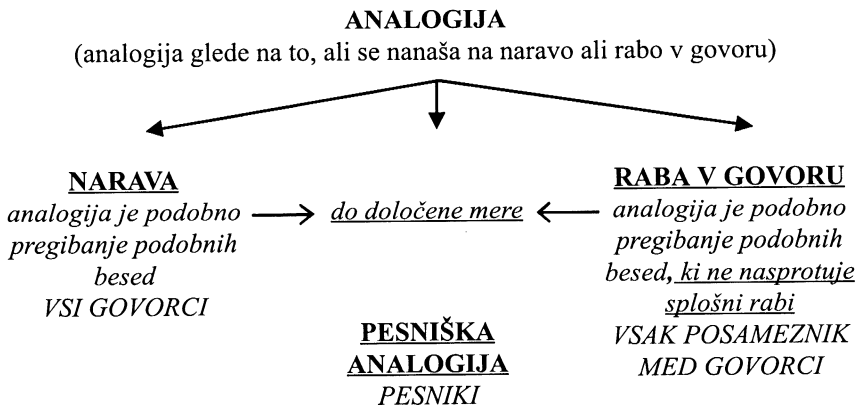 ANALOGIJA
(analogija glede na to, ali se nanaša na naravo ali rabo v govoru)
NARAVA
analogija je podobno
pregibanje podobnih
besed
VSI GOVORCI
do določene mere
RABA V GOVORU
analogija je podobno
pregibanje podobnih
besed, ki ne nasprotuje
splošni rabi
VSAK POSAMEZNIK
MED GOVORCI
PESNIŠKA
ANALOGIJA
PESNIKI